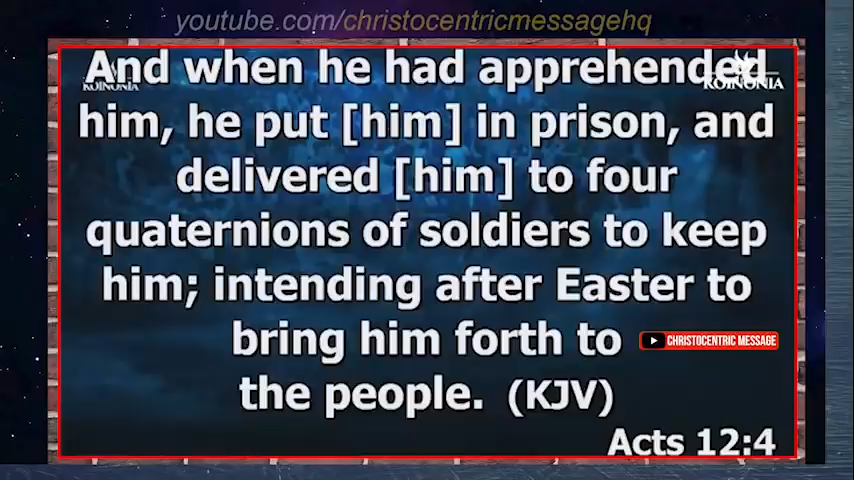 youtube.com/christocentricmessagehq
And when he had apprehended
KOINONIA
KOINONIA
him, he put [him] in prison, and
delivered [him] to four
quaternions of soldiers to keep
him; intending after Easter to
bring him forth to
CHRISTOCENTRIC MESSAGE
the people. (KJV)
Acts 12:4